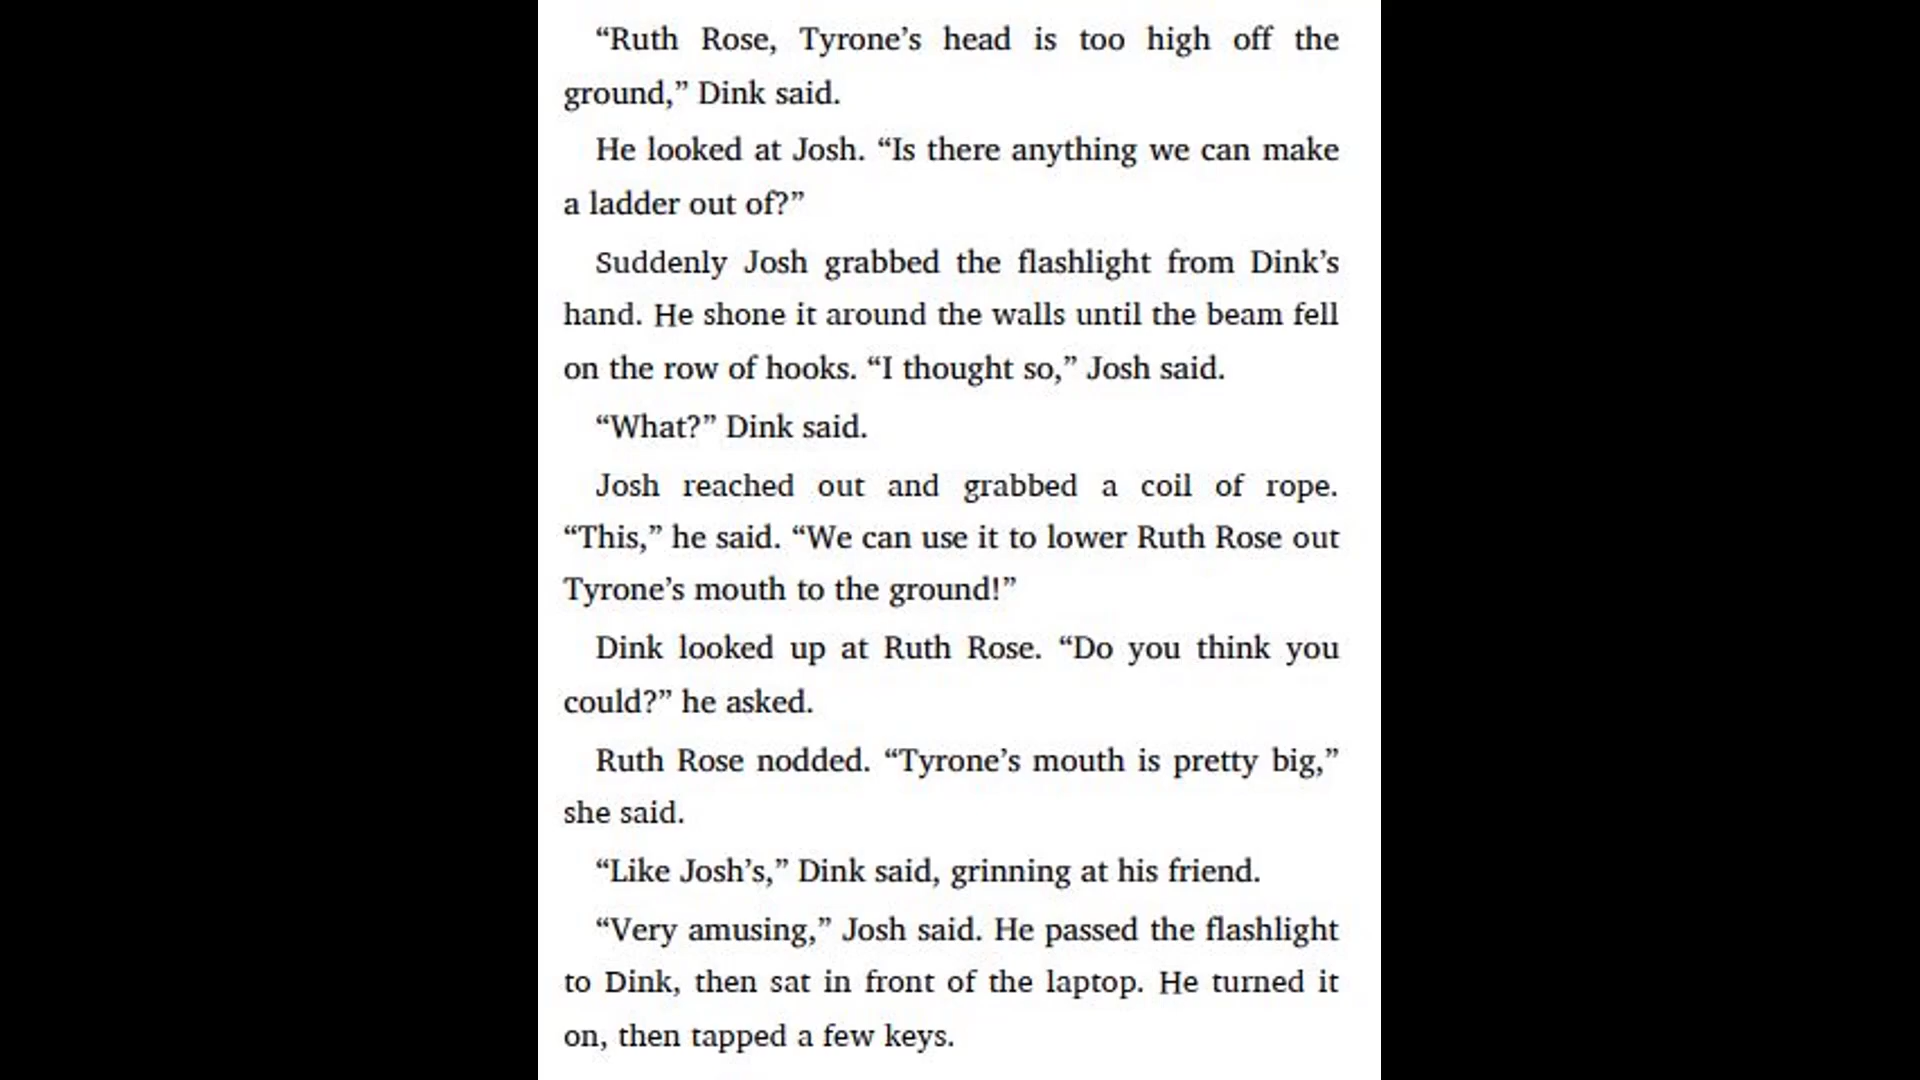 “Ruth Rose, Tyrone’s head is too high off the
ground,” Dink said.
He looked at Josh. “Is there anything we can make
a ladder out of?”
Suddenly Josh grabbed the flashlight from Dink’s
hand. He shone it around the walls until the beam fell
on the row of hooks. “I thought so,” Josh said.
“What?” Dink said.
Josh reached out and grabbed a coil of rope.
“This,” he said. “We can use it to lower Ruth Rose out
Tyrone’s mouth to the ground!”
Dink looked up at Ruth Rose. “Do you think you
could?” he asked.
Ruth Rose nodded. “Tyrone’s mouth is pretty big,”
she said.
“Like Josh’s,” Dink said, grinning at his friend.
“Very amusing,” Josh said. He passed the flashlight
to Dink, then sat in front of the laptop. He turned it
on, then tapped a few keys.